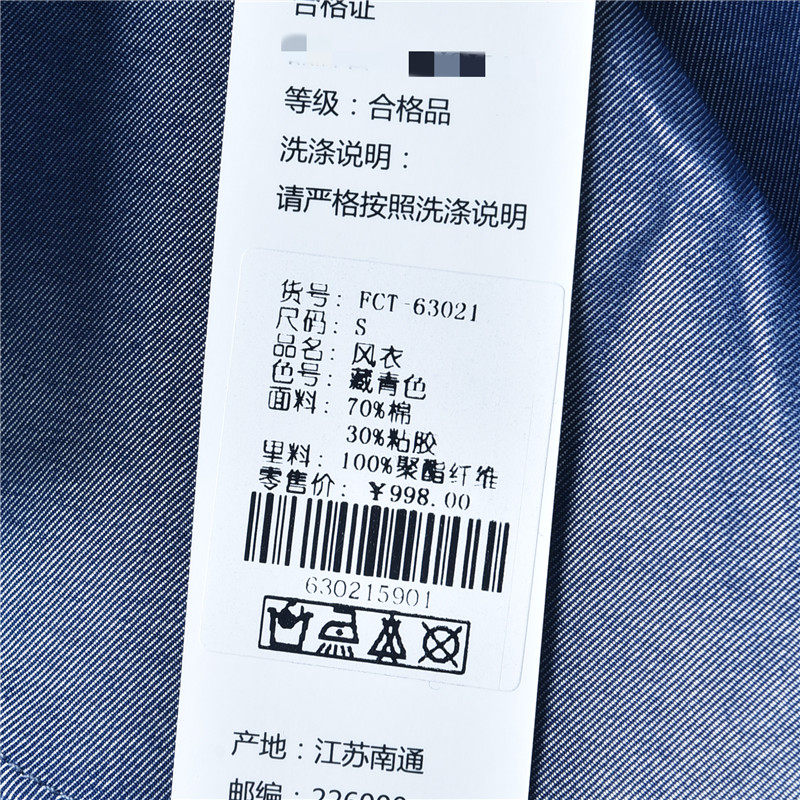 合格证
等级：合格品
洗涤说明：
请严格按照洗涤说明
货号：FCT-63021
尺码：S
品名：风衣
色号：藏青色
面料：70%棉
30%粘胶
里料：100%聚酯纤维
零售价：￥998.00
630215901
产地：江苏南通
邮编：226000